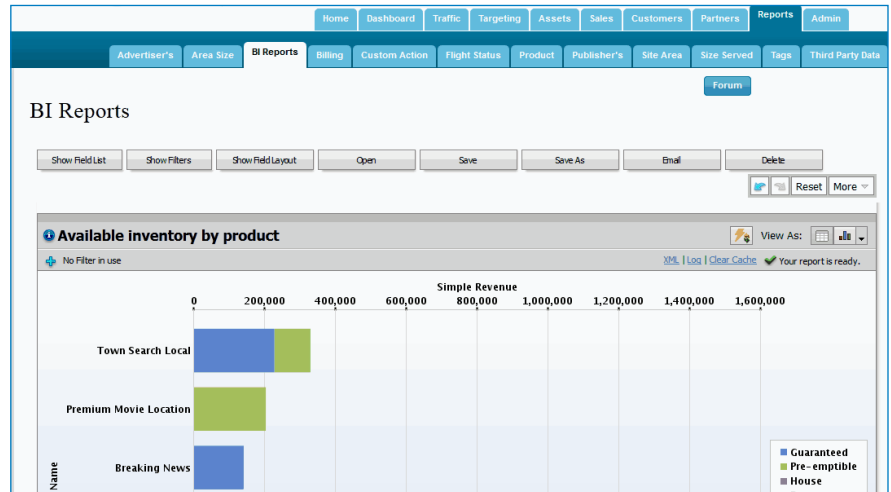 Home Dashboard Traffic Targeting Assets Sales Customers Partners Reports Admin
Advertiser's Area Size BI Reports Billing Custom Action Flight Status Product Publisher's Site Area Size Served Tags Third Party Data
Forum
BI Reports
Show Field List Show Filters Show Field Layout Open Save Save As Email Delete
Reset More
Available inventory by product View As:
No Filter in use XML | Log | Clear Cache Your report is ready.
Simple Revenue
0 200,000 400,000 600,000 800,000 1,000,000 1,200,000 1,400,000 1,600,000
Town Search Local
Premium Movie Location
Breaking News
Name
Guaranteed
Pre-emptible
House